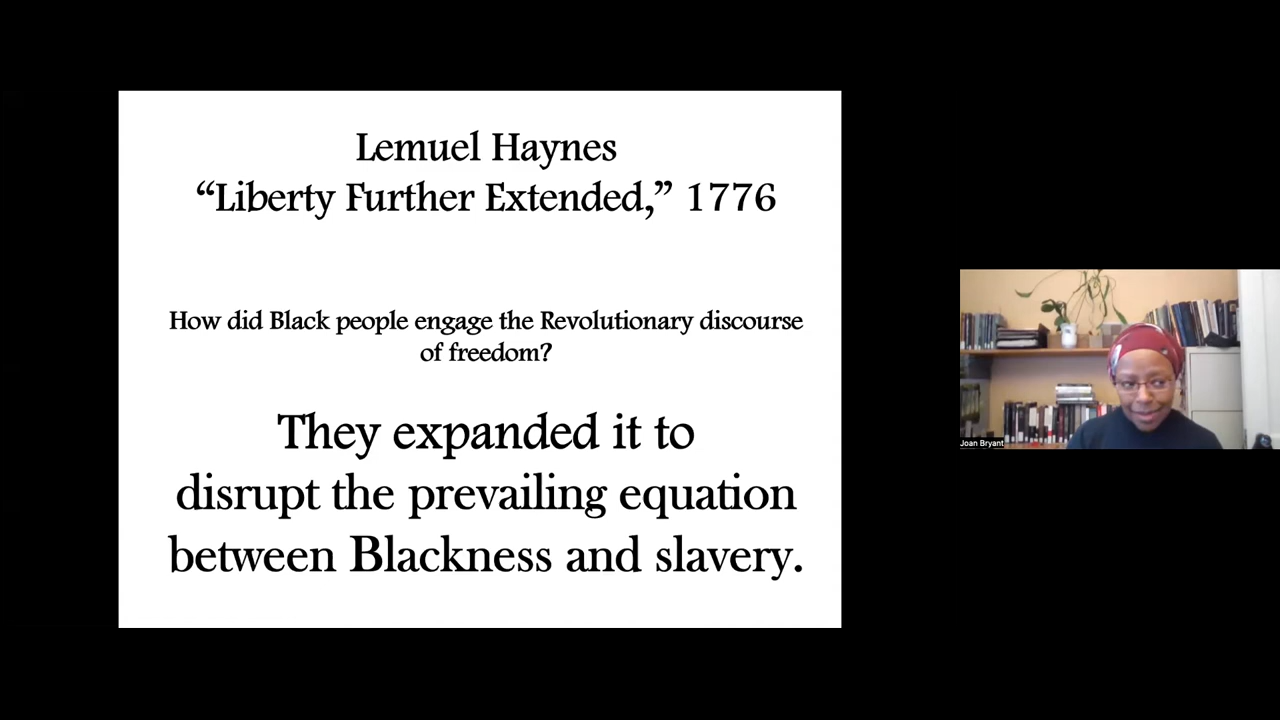 Lemuel Haynes
“Liberty Further Extended,” 1776
How did Black people engage the Revolutionary discourse
of freedom?
They expanded it to
disrupt the prevailing equation
between Blackness and slavery.
Joan Bryant